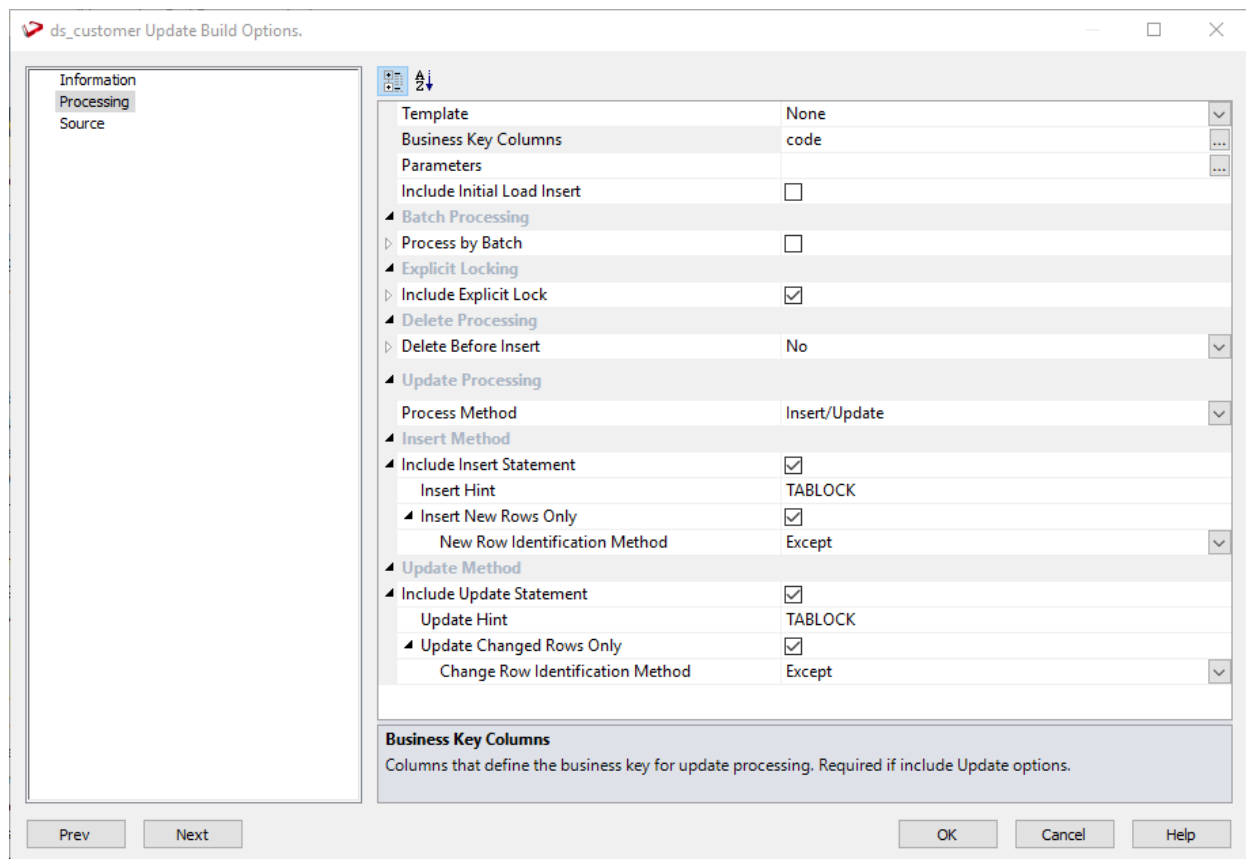 ds_customer Update Build Options.
Information
Processing
Source
Template None
Business Key Columns code ...
Parameters ...
Include Initial Load Insert
Batch Processing
Process by Batch
Explicit Locking
Include Explicit Lock
Delete Processing
Delete Before Insert No
Update Processing
Process Method Insert/Update
Insert Method
Include Insert Statement
Insert Hint TABLOCK
Insert New Rows Only
New Row Identification Method Except
Update Method
Include Update Statement
Update Hint TABLOCK
Update Changed Rows Only
Change Row Identification Method Except
Business Key Columns
Columns that define the business key for update processing. Required if include Update options.
Prev Next OK Cancel Help